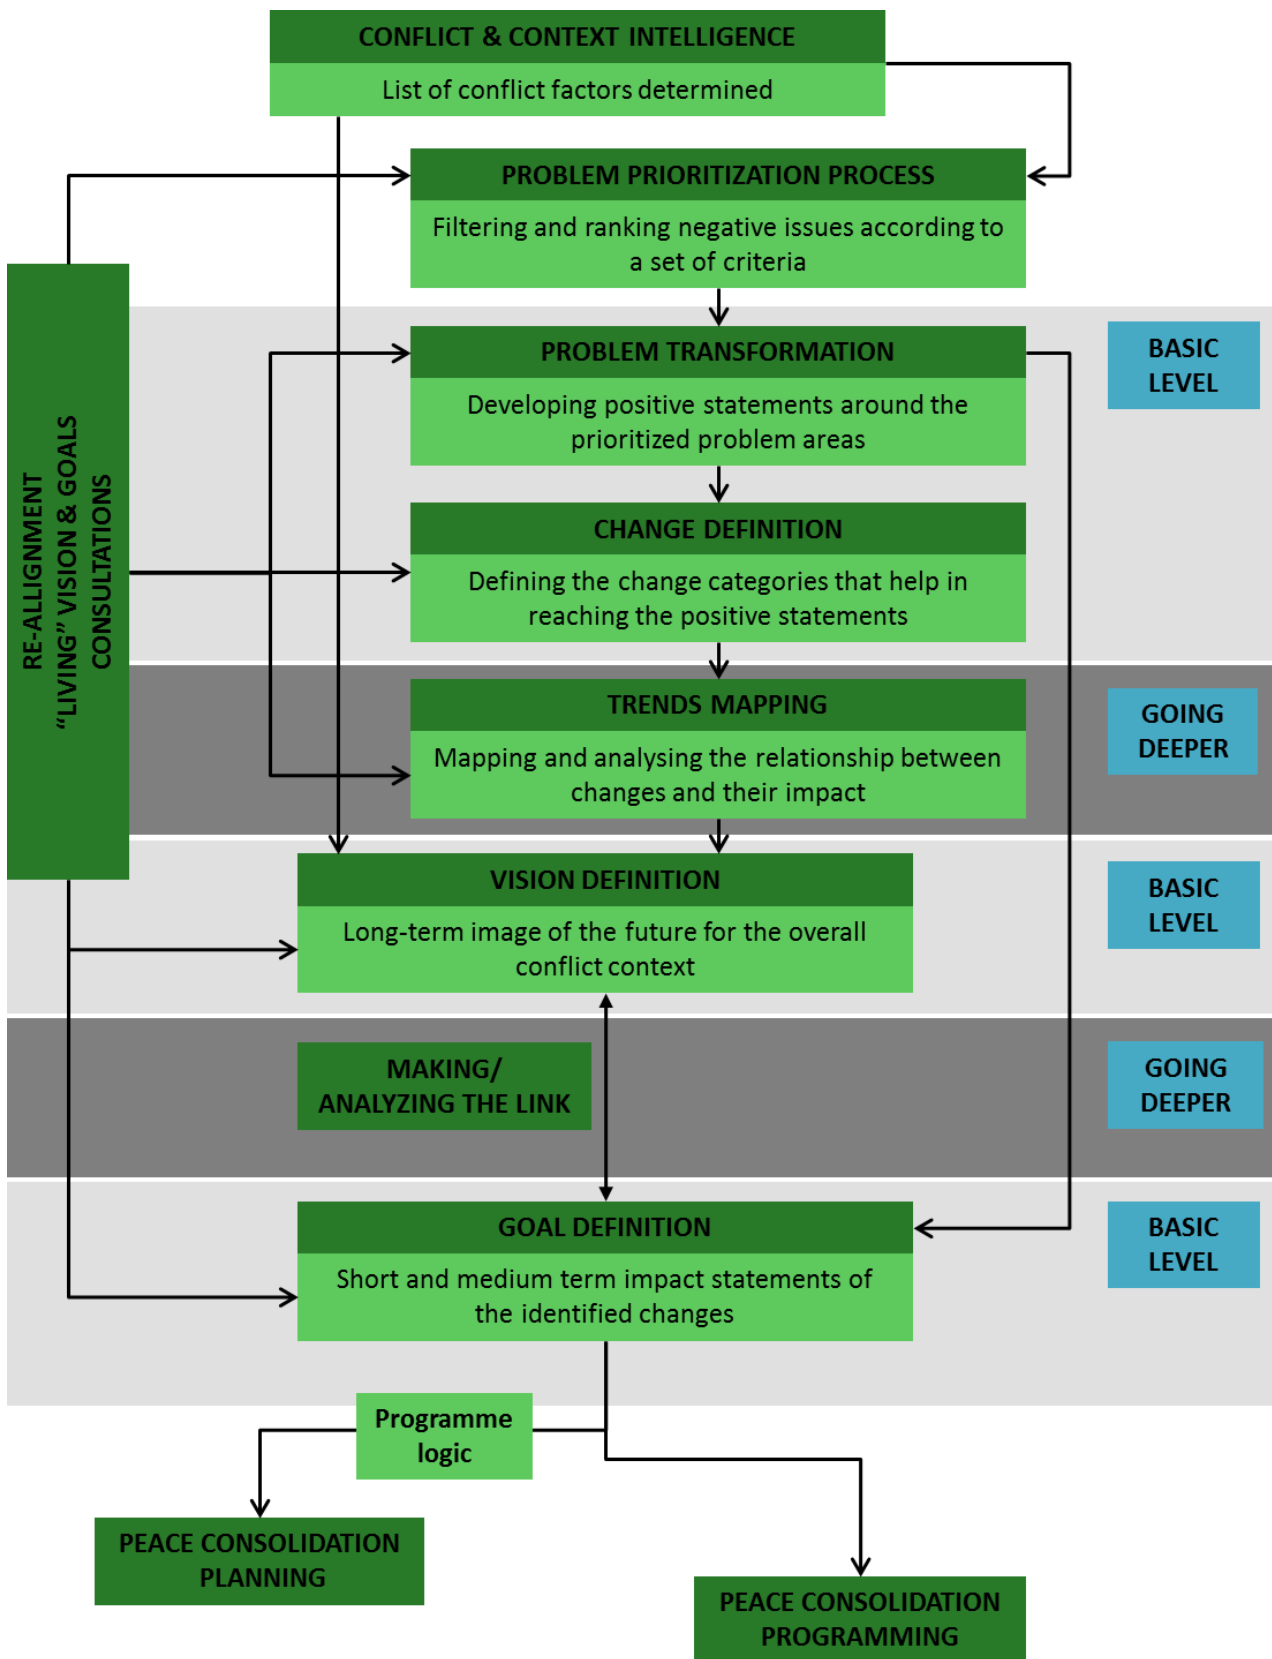 CONFLICT & CONTEXT INTELLIGENCE
List of conflict factors determined
PROBLEM PRIORITIZATION PROCESS
Filtering and ranking negative issues according to
a set of criteria
RE-ALLIGNMENT
“LIVING” VISION & GOALS
CONSULTATIONS
PROBLEM TRANSFORMATION
Developing positive statements around the
prioritized problem areas
BASIC
LEVEL
CHANGE DEFINITION
Defining the change categories that help in
reaching the positive statements
TRENDS MAPPING
Mapping and analysing the relationship between
changes and their impact
GOING
DEEPER
VISION DEFINITION
Long-term image of the future for the overall
conflict context
BASIC
LEVEL
MAKING/
ANALYZING THE LINK
GOING
DEEPER
GOAL DEFINITION
Short and medium term impact statements of
the identified changes
BASIC
LEVEL
Programme
logic
PEACE CONSOLIDATION
PLANNING
PEACE CONSOLIDATION
PROGRAMMING